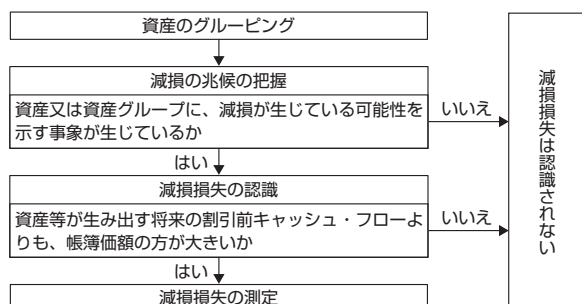 資産のグルーピング
減損の兆候の把握
資産又は資産グループに、減損が生じている可能性を
示す事象が生じているか
いいえ
はい
減損損失の認識
資産等が生み出す将来の割引前キャッシュ・フローよ
りも、帳簿価額の方が大きいか
いいえ
はい
減損損失の測定
減損損失は認識されない